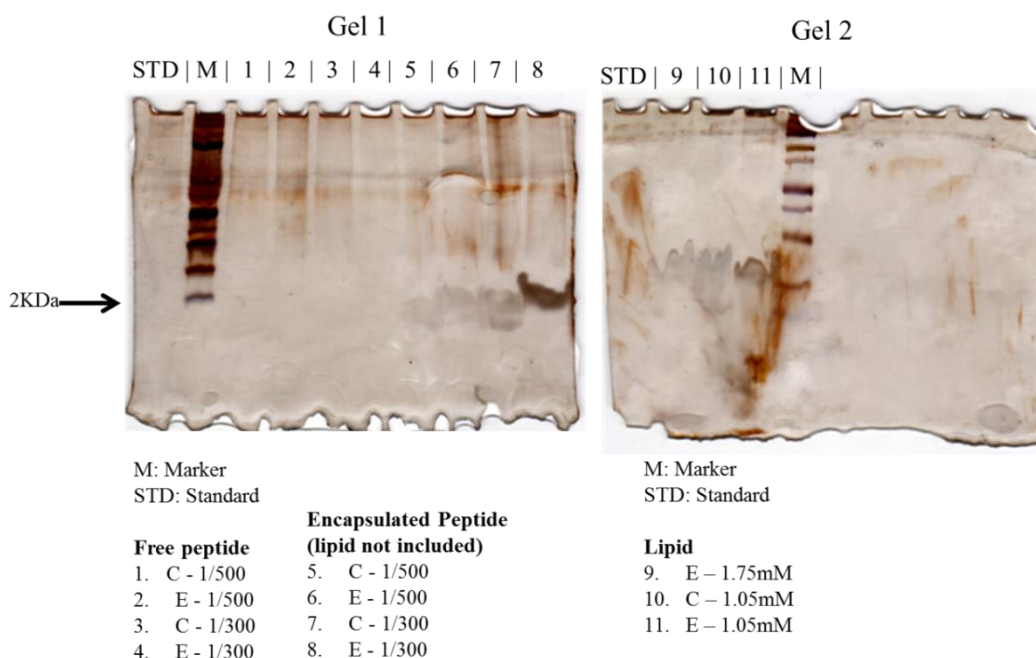 Gel 1
STD | M | 1 | 2 | 3 | 4 | 5 | 6 | 7 | 8
Gel 2
STD | 9 | 10 | 11 | M |
2KDa
M: Marker
STD: Standard
Free peptide
1. C - 1/500
2. E - 1/500
3. C - 1/300
4. E - 1/300
Encapsulated Peptide
(lipid not included)
5. C - 1/500
6. E - 1/500
7. C - 1/300
8. E - 1/300
M: Marker
STD: Standard
Lipid
9. E – 1.75mM
10. C – 1.05mM
11. E – 1.05mM